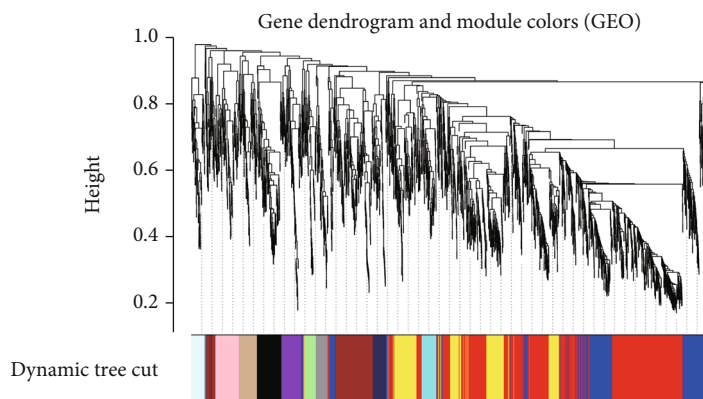 Gene dendrogram and module colors (GEO)
1.0
0.8
0.6
0.4
0.2
Height
Dynamic tree cut